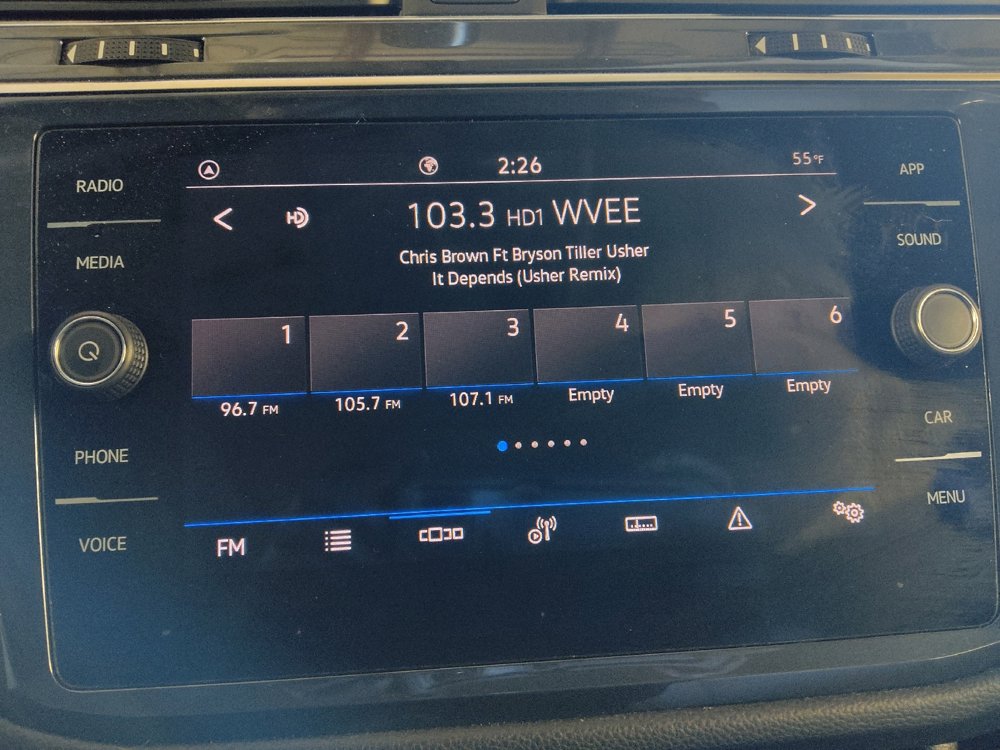 RADIO
MEDIA
PHONE
VOICE
2:26
55°F
HD
103.3 HD1 WVEE
Chris Brown Ft Bryson Tiller Usher
It Depends (Usher Remix)
1 2 3 4 5 6
96.7 FM 105.7 FM 107.1 FM Empty Empty Empty
FM
APP
SOUND
CAR
MENU